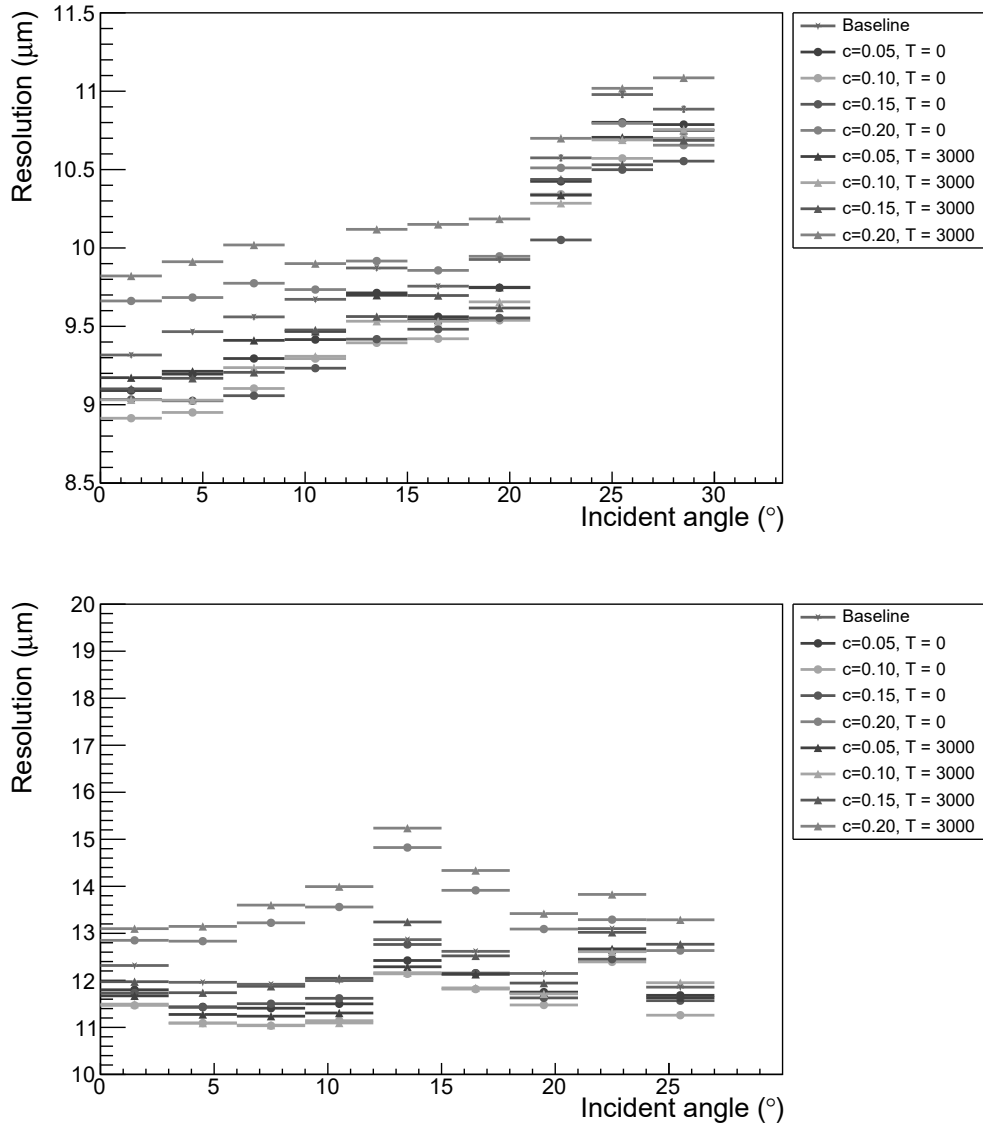 11.5
11
10.5
10
9.5
9
8.5
Resolution (μm)
0 5 10 15 20 25 30
Incident angle (°)
Baseline
c=0.05, T = 0
c=0.10, T = 0
c=0.15, T = 0
c=0.20, T = 0
c=0.05, T = 3000
c=0.10, T = 3000
c=0.15, T = 3000
c=0.20, T = 3000
20
19
18
17
16
15
14
13
12
11
10
Resolution (μm)
0 5 10 15 20 25
Incident angle (°)
Baseline
c=0.05, T = 0
c=0.10, T = 0
c=0.15, T = 0
c=0.20, T = 0
c=0.05, T = 3000
c=0.10, T = 3000
c=0.15, T = 3000
c=0.20, T = 3000